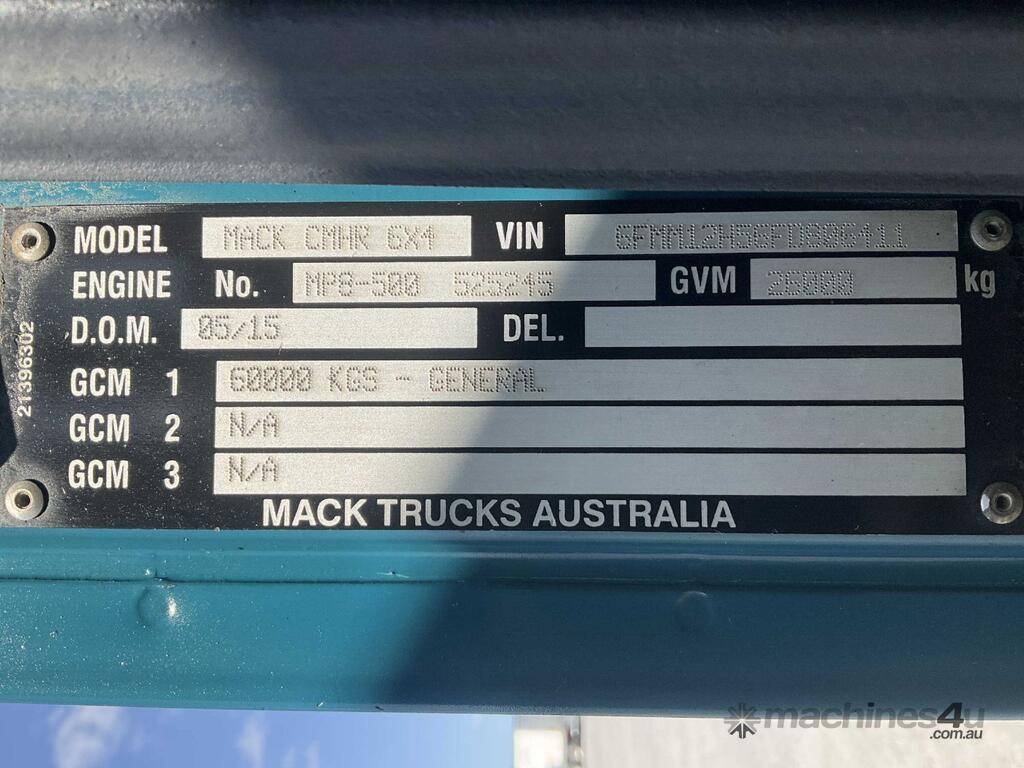 MODEL MACK CMHR 6X4 VIN 6FMM12H56FD806411
ENGINE No. MP8-500 525245 GVM 26000 kg
D.O.M. 05/15 DEL.
GCM 1 60000 KGS - GENERAL
GCM 2 N/A
GCM 3 N/A
MACK TRUCKS AUSTRALIA
21396302
machines4u
.com.au